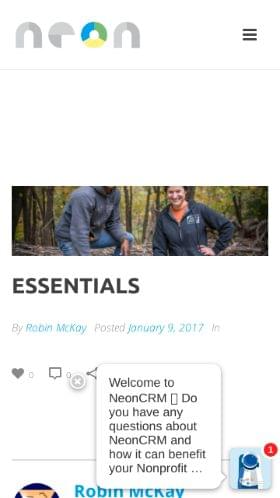 neon
ESSENTIALS
By Robin McKay Posted January 9, 2017 In
0 0
Welcome to
NeonCRM Do
you have any
questions about
NeonCRM and
how it can benefit
your Nonprofit ...
1
Robin McKay